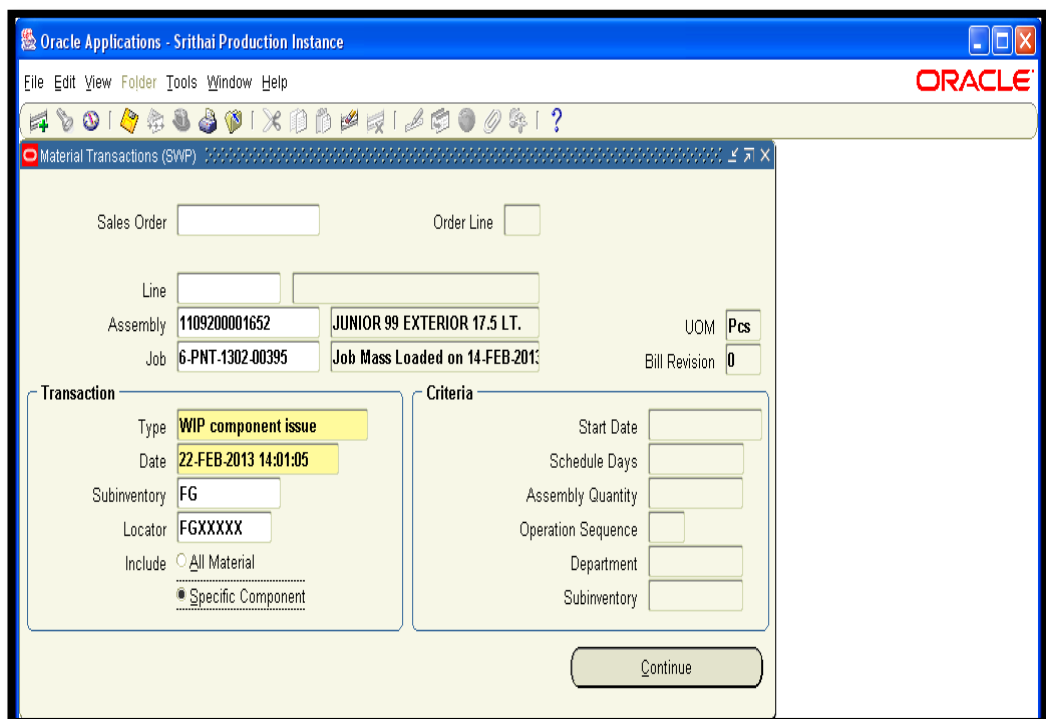 Oracle Applications - Srithai Production Instance
File Edit View Folder Tools Window Help
ORACLE
Material Transactions (SWP)
Sales Order
Order Line
Line
Assembly 1109200001652 JUNIOR 99 EXTERIOR 17.5 LT. UOM Pcs
Job 6-PNT-1302-00395 Job Mass Loaded on 14-FEB-2013 Bill Revision 0
Transaction
Type WIP component issue
Date 22-FEB-2013 14:01:05
Subinventory FG
Locator FGXXXXX
Include All Material
Specific Component
Criteria
Start Date
Schedule Days
Assembly Quantity
Operation Sequence
Department
Subinventory
Continue